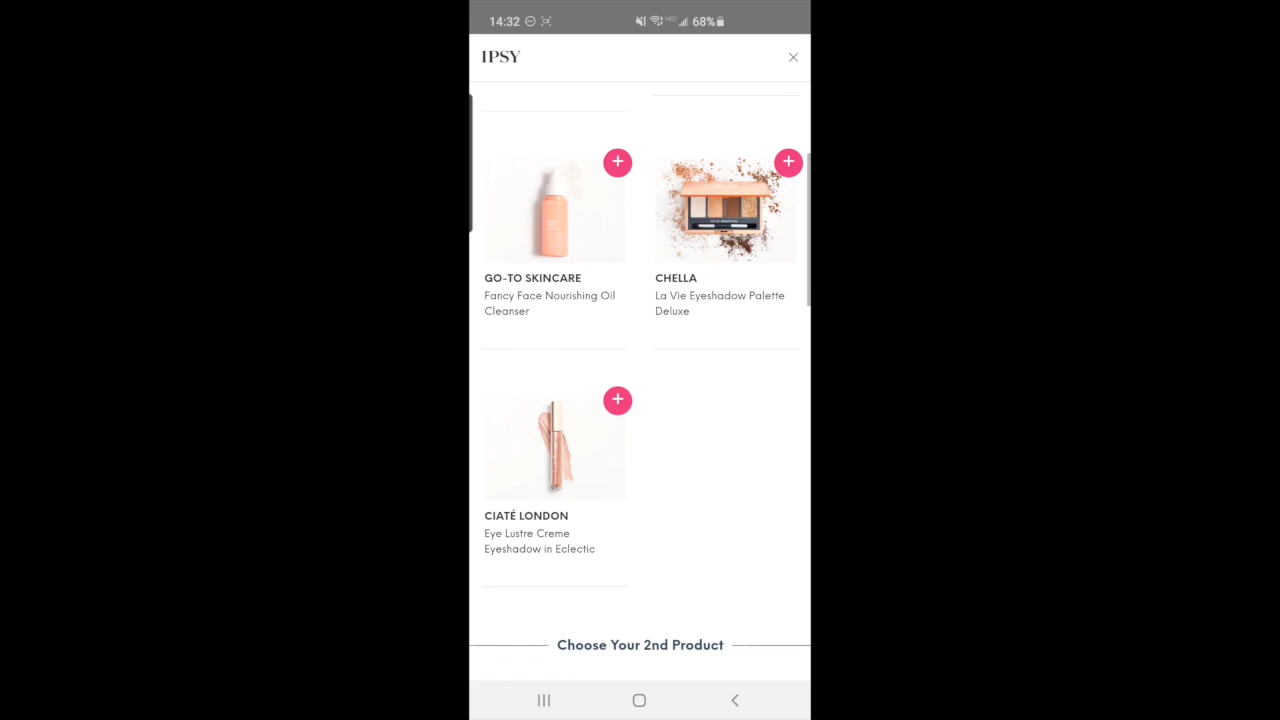 14:32
68%
IPSY
GO-TO SKINCARE
Fancy Face Nourishing Oil
Cleanser
CHELLA
La Vie Eyeshadow Palette
Deluxe
CIATÉ LONDON
Eye Lustre Creme
Eyeshadow in Eclectic
Choose Your 2nd Product